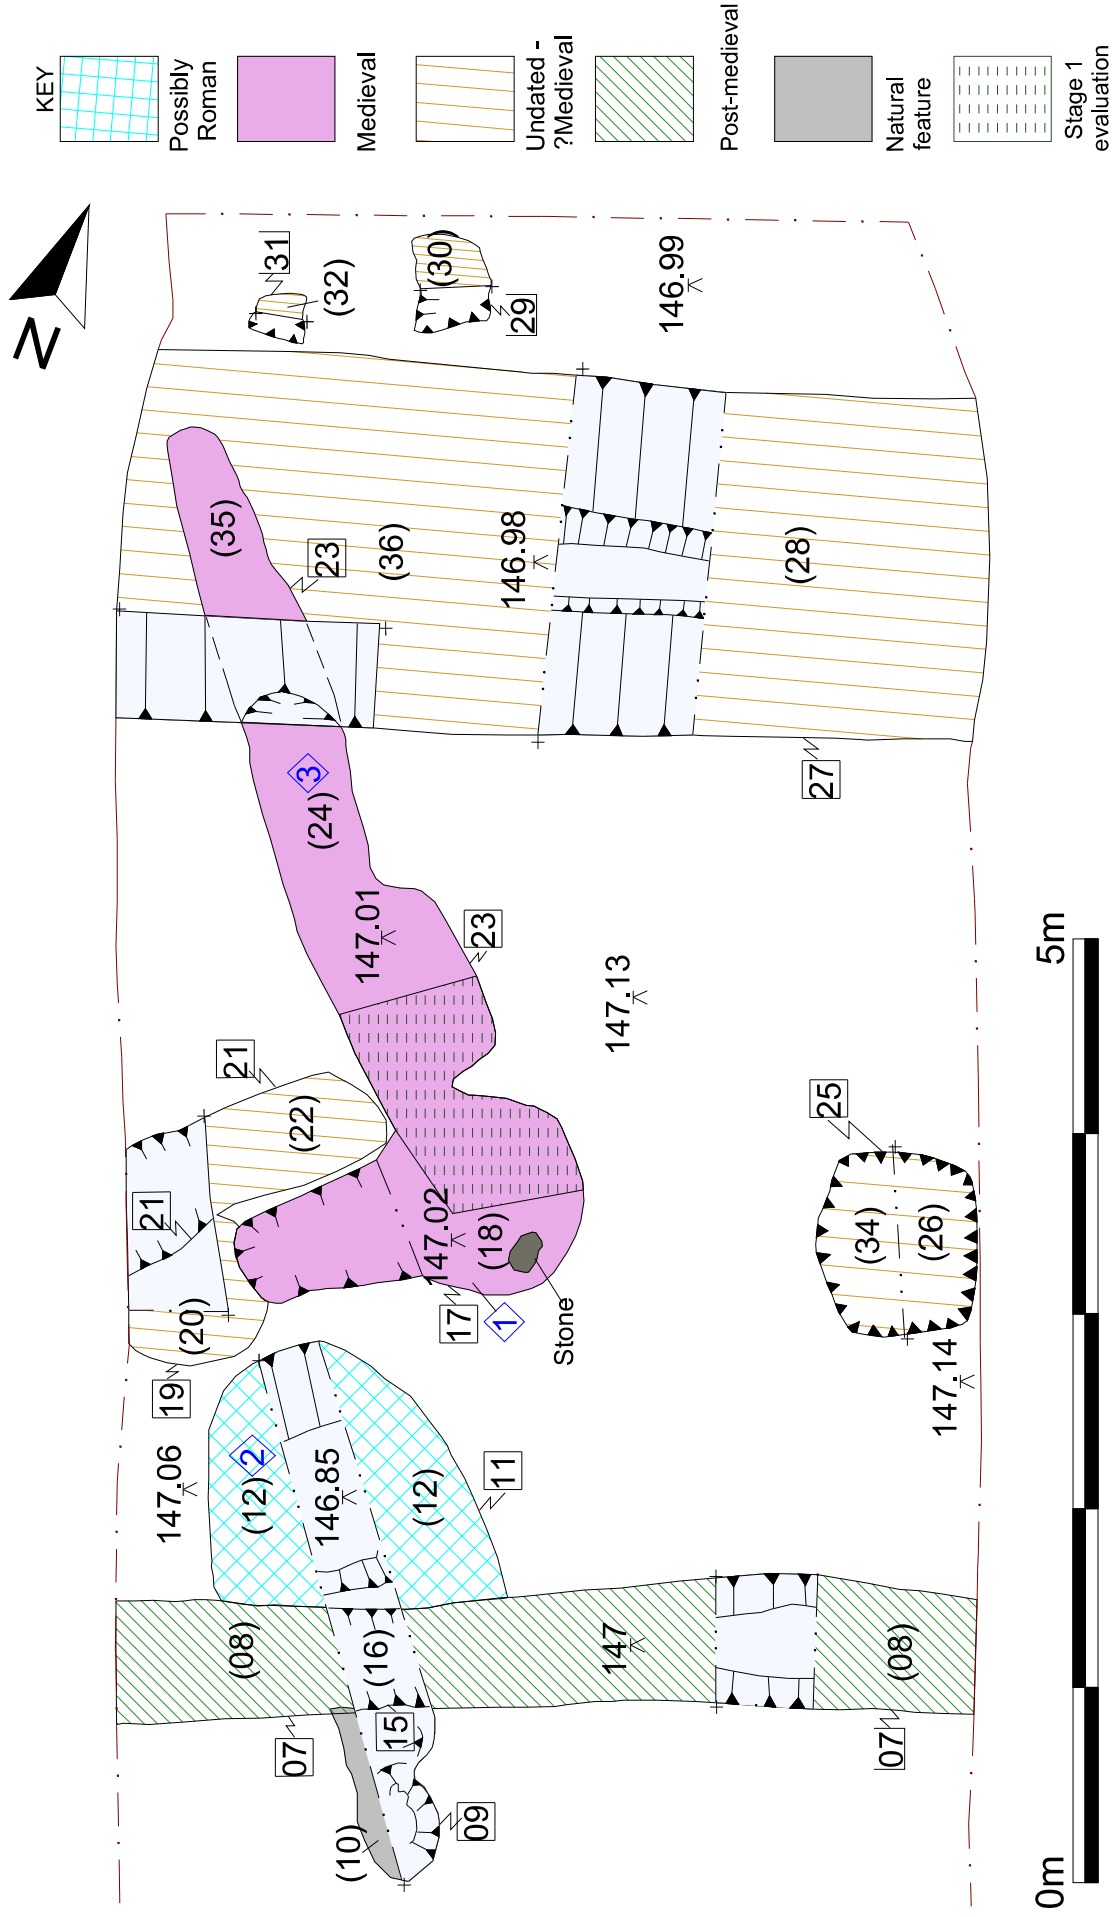 KEY
Possibly
Roman
Medieval
Undated -
?Medieval
Post-medieval
Natural
feature
Stage 1
evaluation
N
31
(32)
(30)
29
146.99
(35)
23
(36)
146.98
(28)
27
3
(24)
147.01
23
147.13
21
(22)
21
(20)
19
147.02
(18)
17
1
Stone
25
(34)
(26)
147.14
147.06
2
(12)
146.85
(12)
11
(08)
(16)
147
(08)
07
15
07
(10)
09
0m
5m